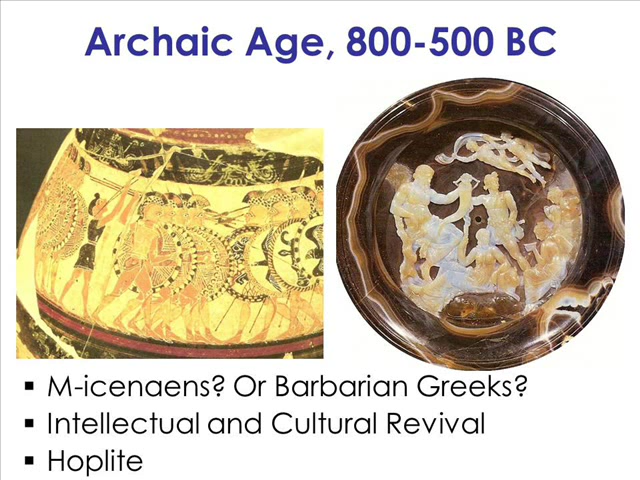 Archaic Age, 800-500 BC
▪ M-icenaens? Or Barbarian Greeks?
▪ Intellectual and Cultural Revival
▪ Hoplite